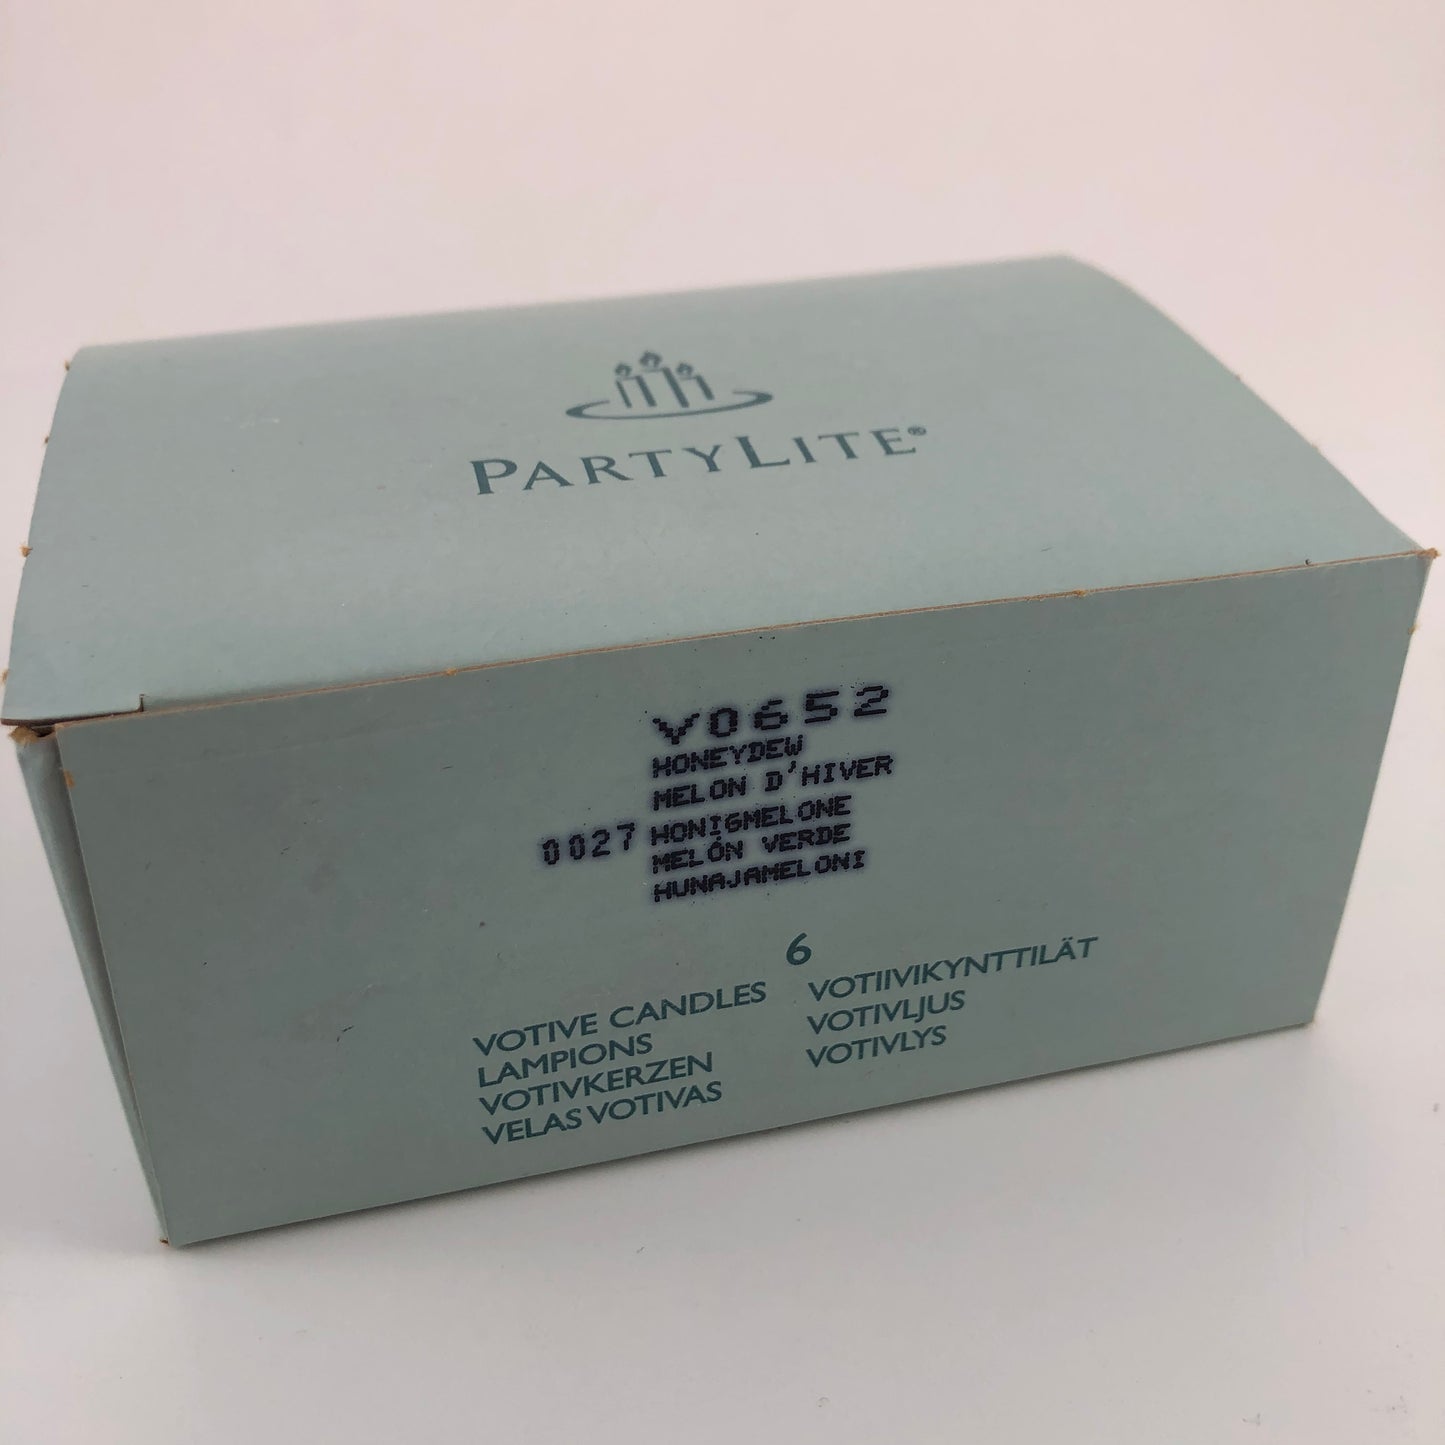 PARTYLITE®
V0652
HONEYDEW
MELON D'HIVER
0027 HONIGMELONE
MELÓN VERDE
HUNAJAMELONI
6
VOTIVE CANDLES
LAMPIONS
VOTIVKERZEN
VELAS VOTIVAS
VOTIIVIKYNTTILÄT
VOTIVLJUS
VOTIVLYS